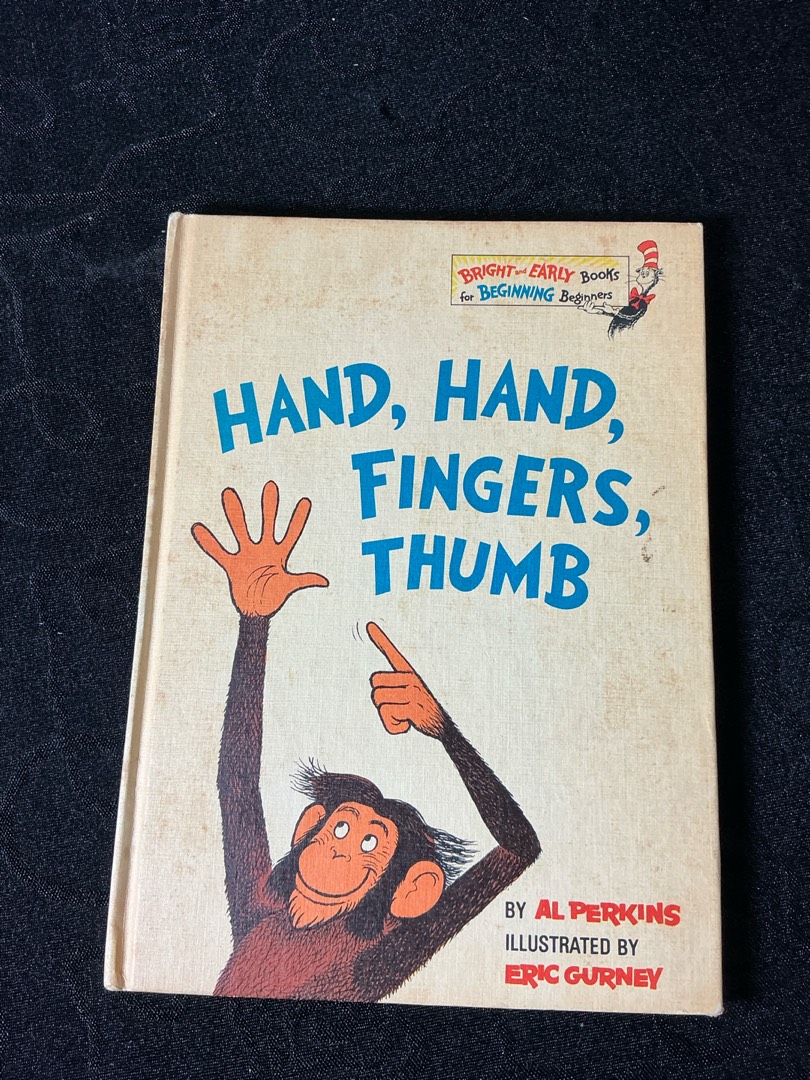 BRIGHT and EARLY BOOKS
for BEGINNING Beginners
HAND, HAND,
FINGERS,
THUMB
BY AL PERKINS
ILLUSTRATED BY
ERIC GURNEY